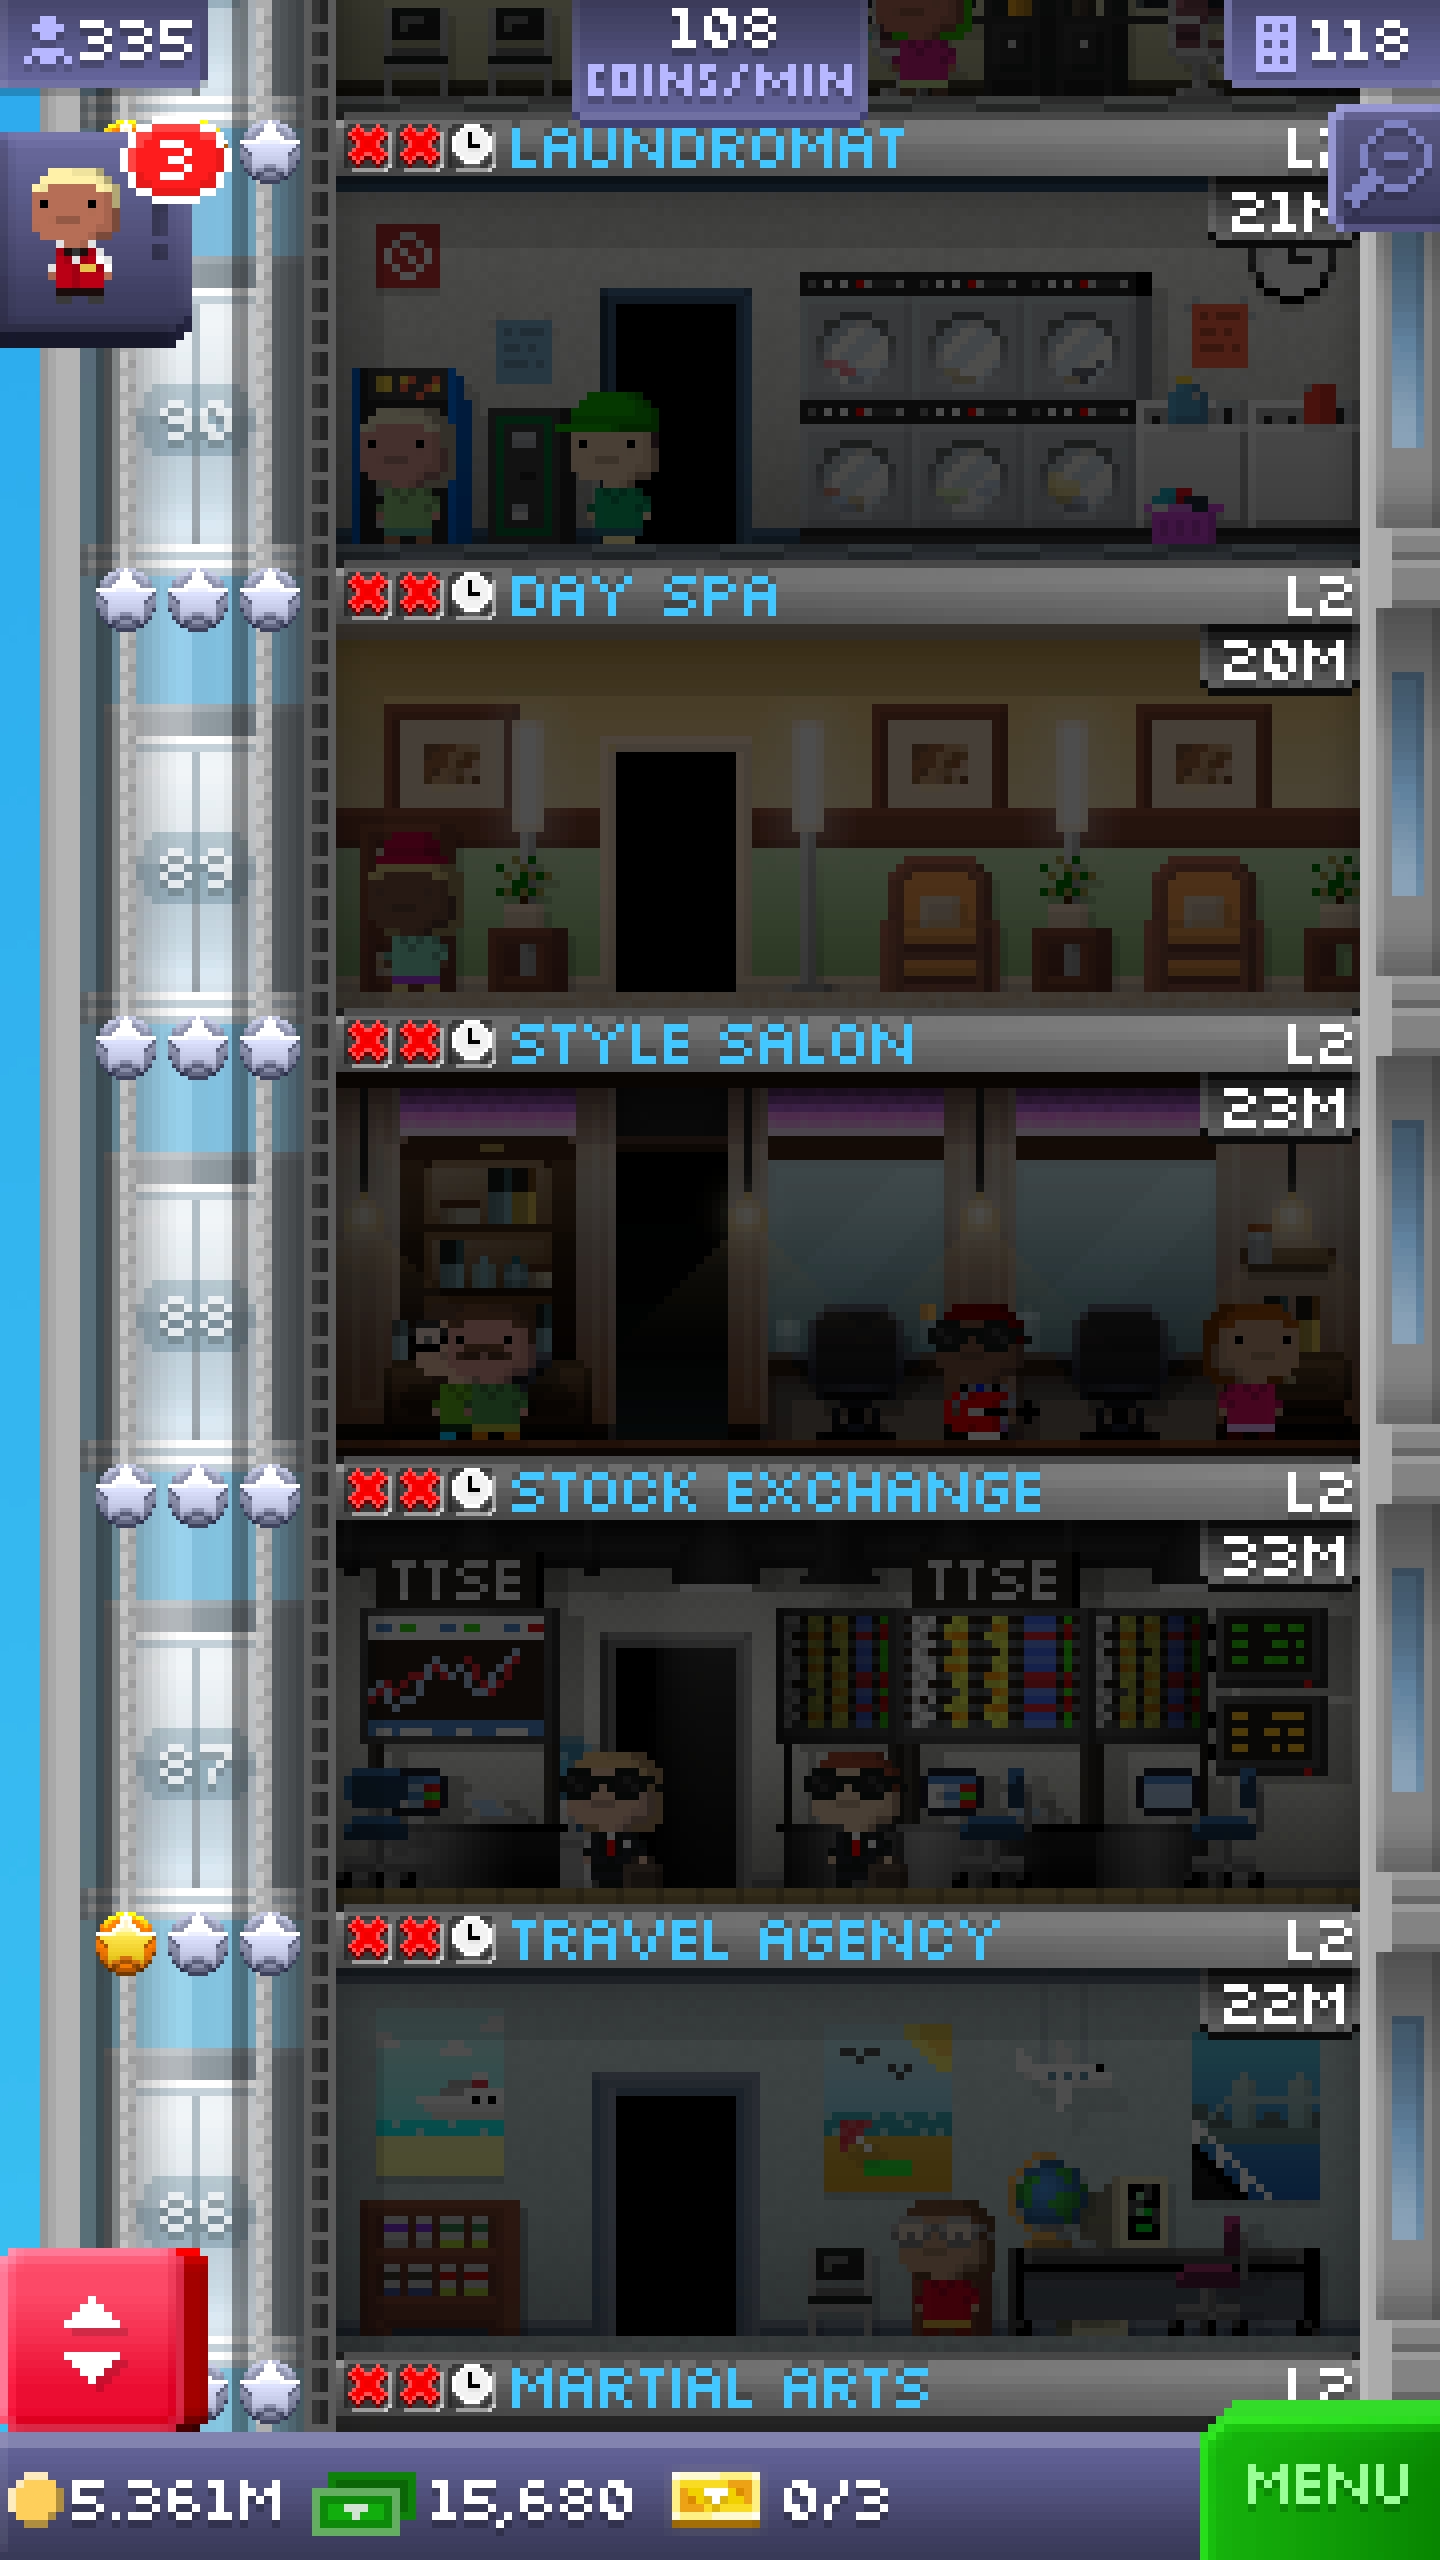 335
108
COINS/MIN
118
3
LAUNDROMAT
21M
90
DAY SPA L2
20M
89
STYLE SALON L2
23M
88
STOCK EXCHANGE L2
33M
TTSE TTSE
87
TRAVEL AGENCY L2
22M
86
MARTIAL ARTS L2
5.361M 15,680 0/3
MENU